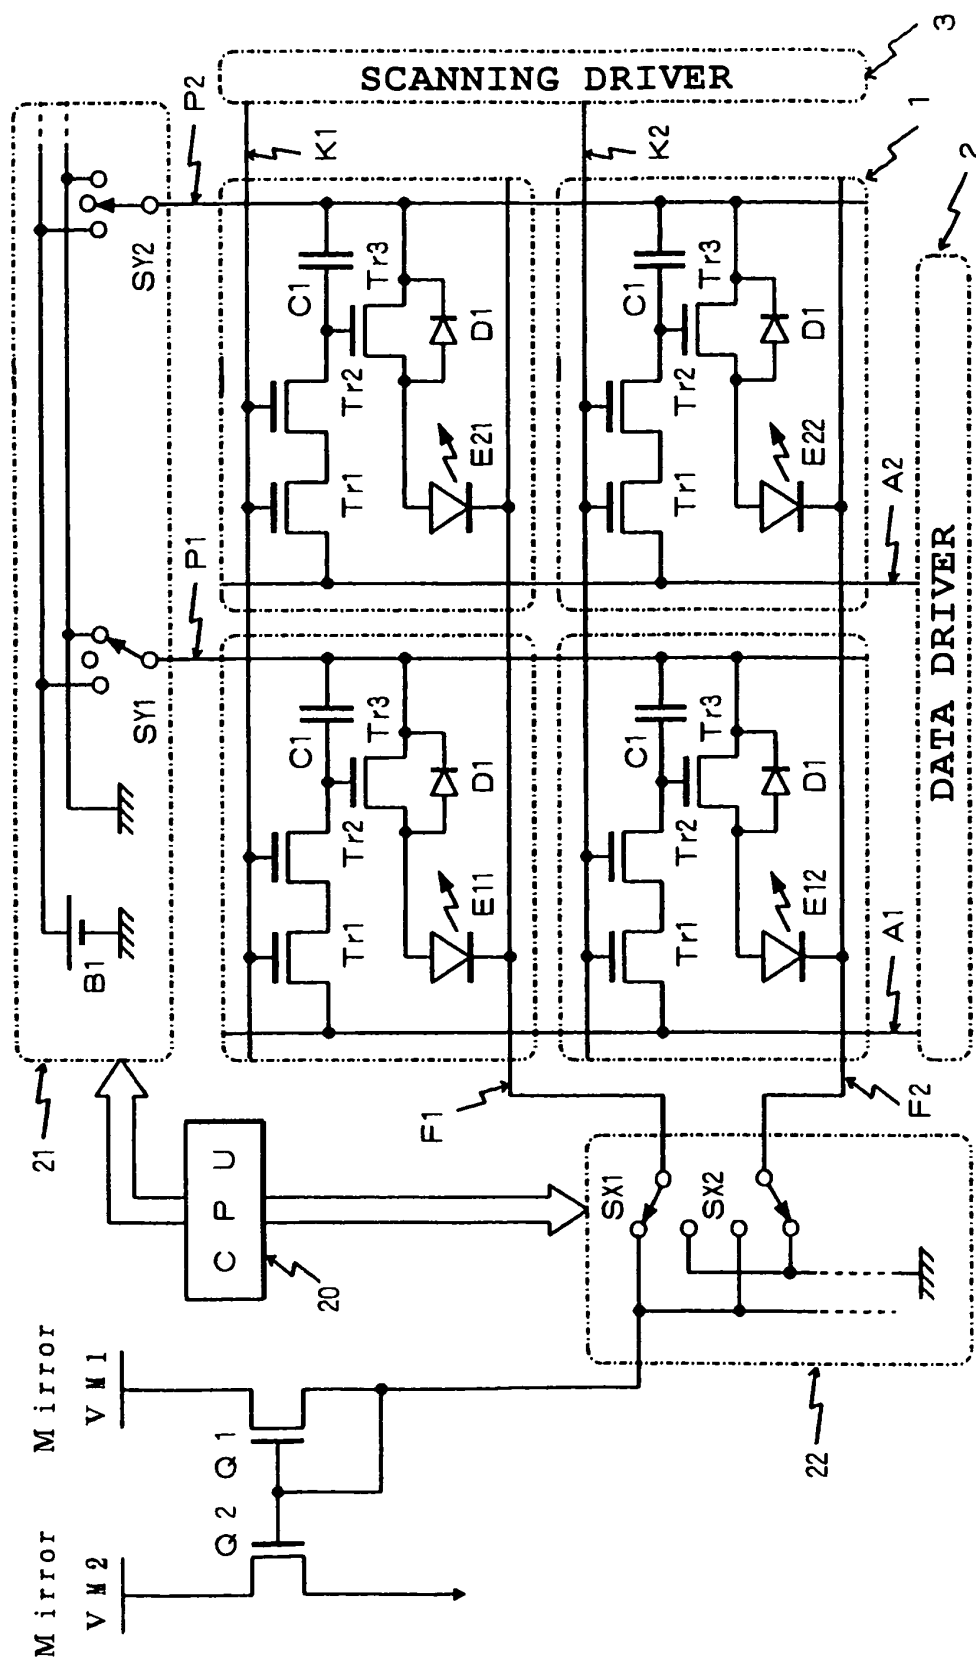 Mirror
VM2
Mirror
VM1
Q2
Q1
20
CPU
21
B1
SY1
SY2
P1
P2
22
SX1
SX2
F1
F2
K1
K2
SCANNING DRIVER
3
1
2
DATA DRIVER
A1
A2
Tr1
Tr2
C1
Tr3
D1
E11
Tr1
Tr2
C1
Tr3
D1
E21
Tr1
Tr2
C1
Tr3
D1
E12
Tr1
Tr2
C1
Tr3
D1
E22